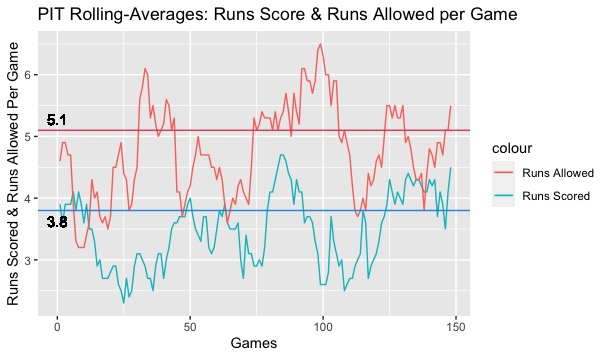 PIT Rolling-Averages: Runs Score & Runs Allowed per Game
Runs Scored & Runs Allowed Per Game
6
5
4
3
5.1
3.8
0
50
100
150
Games
colour
Runs Allowed
Runs Scored